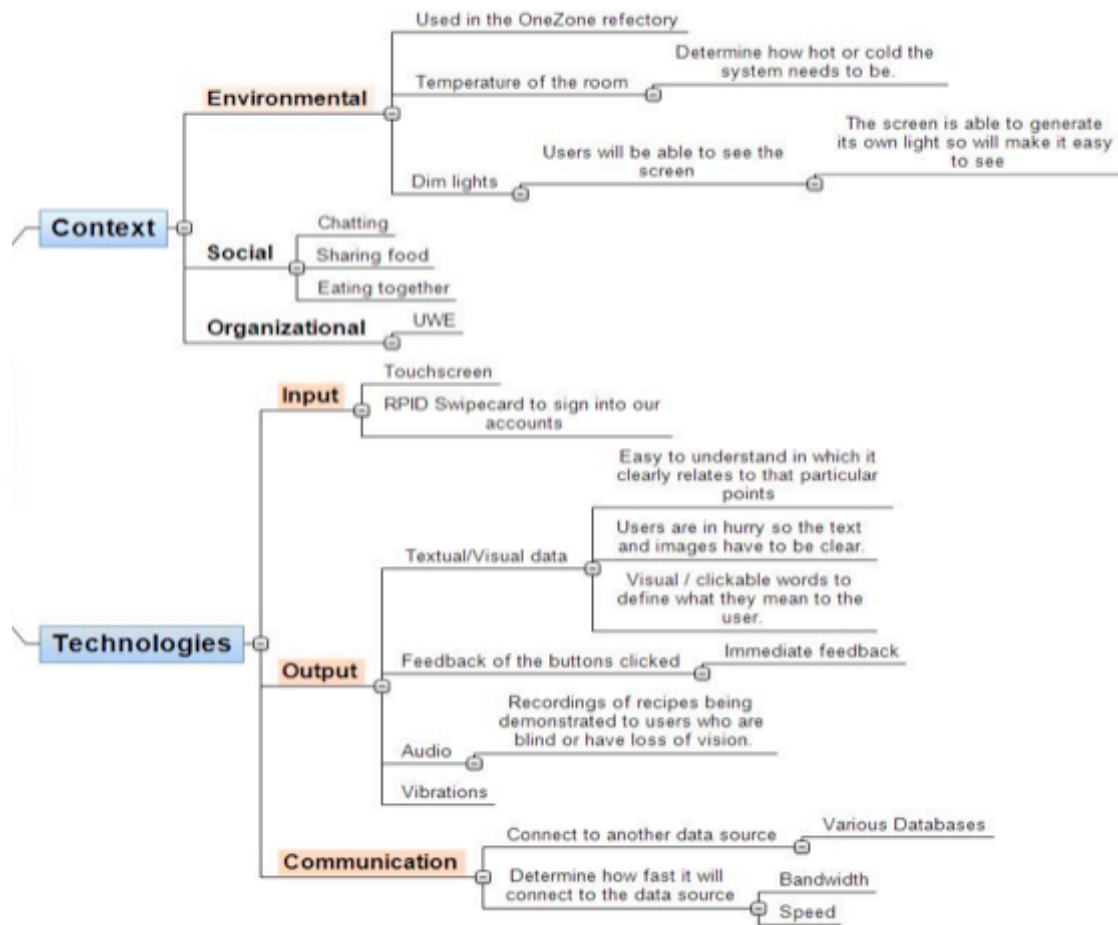 Context
Environmental
Used in the OneZone refectory
Temperature of the room
Determine how hot or cold the
system needs to be.
Dim lights
Users will be able to see the
screen
The screen is able to generate
its own light so will make it easy
to see
Social
Chatting
Sharing food
Eating together
Organizational
UWE
Technologies
Input
Touchscreen
RPID Swipecard to sign into our
accounts
Output
Textual/Visual data
Easy to understand in which it
clearly relates to that particular
points
Users are in hurry so the text
and images have to be clear.
Visual / clickable words to
define what they mean to the
user.
Feedback of the buttons clicked
Immediate feedback
Audio
Recordings of recipes being
demonstrated to users who are
blind or have loss of vision.
Vibrations
Communication
Connect to another data source
Various Databases
Determine how fast it will
connect to the data source
Bandwidth
Speed